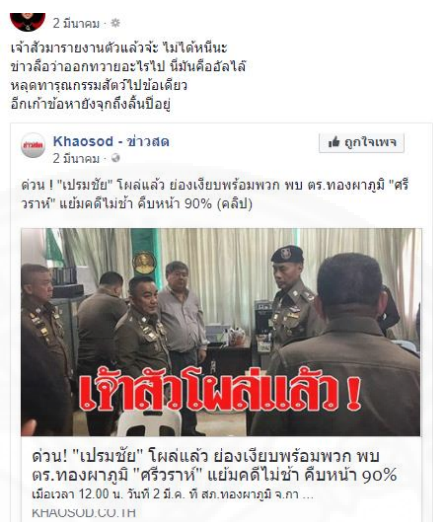 2 มีนาคม ·
เจ้าสัวมารายงานตัวแล้วจ้ะ ไม่ได้หนีนะ
ข่าวลือว่าออกทวายอะไรไป นี่มันคืออัลไล๊
หลุดทารุณกรรมสัตว์ไปข้อเดียว
อีกเก้าข้อหายังจุกถึงลิ้นปี่อยู่
Khaosod - ข่าวสด
ถูกใจเพจ
2 มีนาคม ·
ด่วน ! "เปรมชัย" โผล่แล้ว ย่องเงียบพร้อมพวก พบ ตร.ทองผาภูมิ "ศรี
วราห์" แย้มคดีไม่ช้า คืบหน้า 90% (คลิป)
เจ้าสัวโผล่แล้ว !
ด่วน! "เปรมชัย" โผล่แล้ว ย่องเงียบพร้อมพวก พบ
ตร.ทองผาภูมิ "ศรีวราห์" แย้มคดีไม่ช้า คืบหน้า 90%
เมื่อเวลา 12.00 น. วันที่ 2 มี.ค. ที่ สภ.ทองผาภูมิ จ.กา ...
KHAOSOD.CO.TH